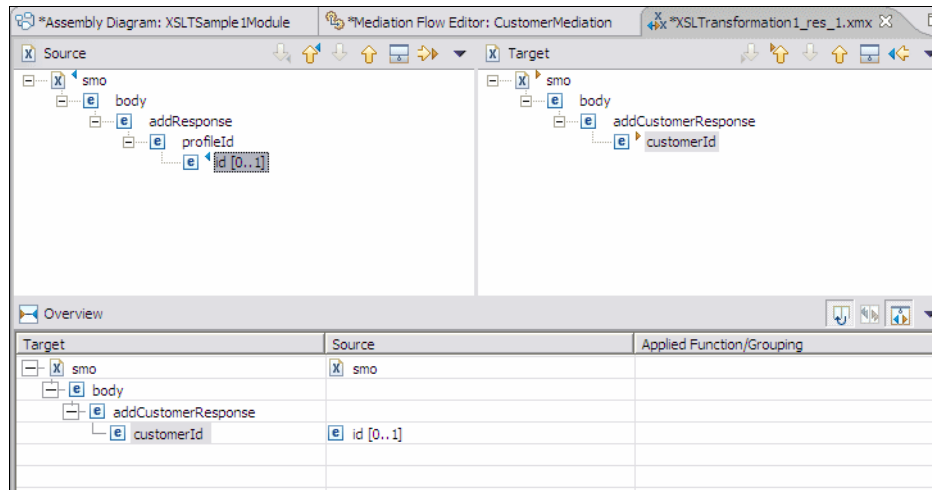 *Assembly Diagram: XSLTSample1Module
*Mediation Flow Editor: CustomerMediation
*XSLTransformation1_res_1.xmx
Source
Target
smo
body
addResponse
profileId
id [0..1]
smo
body
addCustomerResponse
customerId
Overview
Target Source Applied Function/Grouping
smo smo
body
addCustomerResponse
customerId id [0..1]